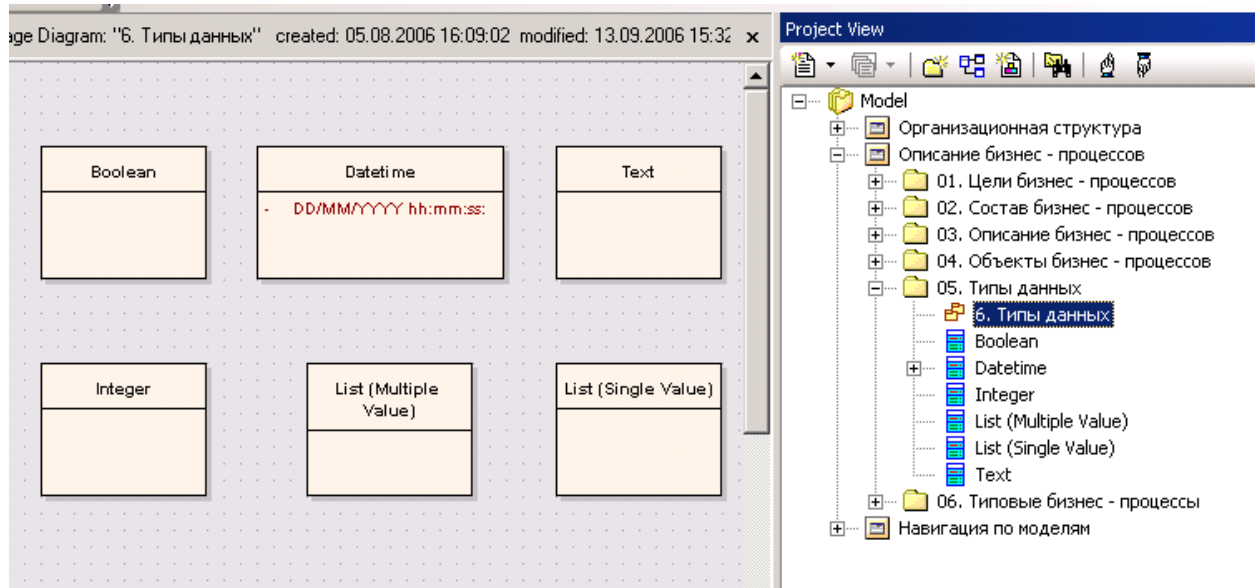 age Diagram: "6. Типы данных" created: 05.08.2006 16:09:02 modified: 13.09.2006 15:32
Boolean
Datetime
- DD/MM/YYYY hh:mm:ss:
Text
Integer
List (Multiple
Value)
List (Single Value)
Project View
Model
Организационная структура
Описание бизнес - процессов
01. Цели бизнес - процессов
02. Состав бизнес - процессов
03. Описание бизнес - процессов
04. Объекты бизнес - процессов
05. Типы данных
6. Типы данных
Boolean
Datetime
Integer
List (Multiple Value)
List (Single Value)
Text
06. Типовые бизнес - процессы
Навигация по моделям